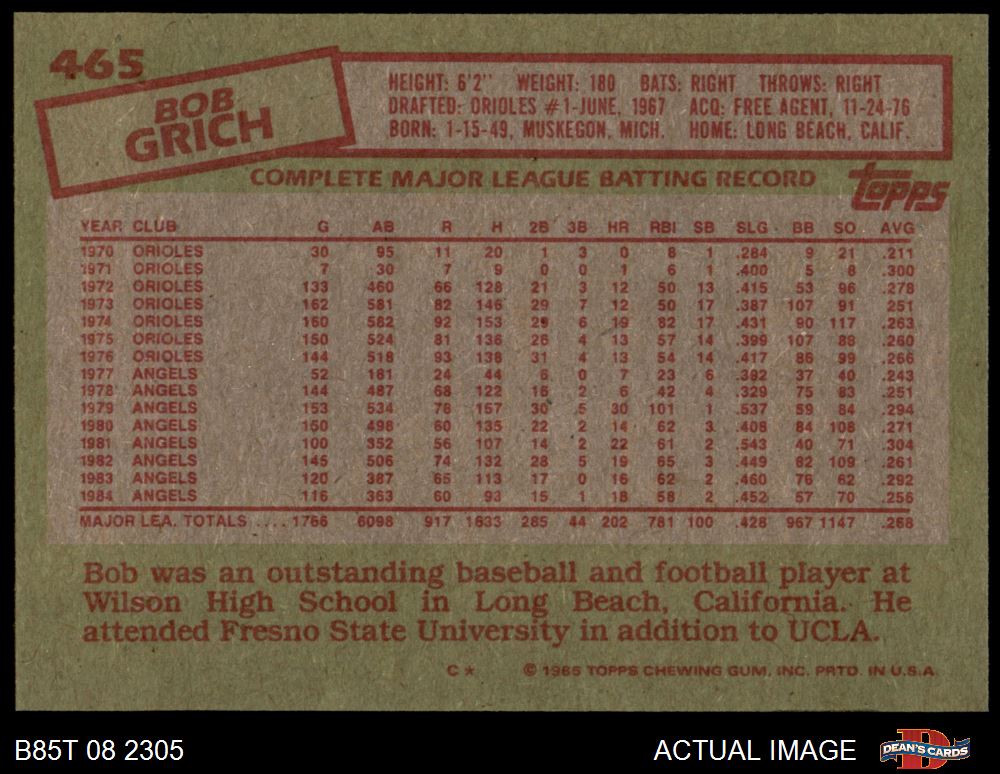 465
BOB
GRICH
HEIGHT: 6'2" WEIGHT: 180 BATS: RIGHT THROWS: RIGHT
DRAFTED: ORIOLES #1-JUNE, 1967 ACQ: FREE AGENT, 11-24-76
BORN: 1-15-49, MUSKEGON, MICH. HOME: LONG BEACH, CALIF.
COMPLETE MAJOR LEAGUE BATTING RECORD
topps
YEAR CLUB G AB R H 2B 3B HR RBI SB SLG BB SO AVG
1970 ORIOLES 30 95 11 20 1 3 0 8 1 .284 9 21 .211
1971 ORIOLES 7 30 7 9 0 0 1 6 1 .400 5 8 .300
1972 ORIOLES 133 460 66 128 21 3 12 50 13 .415 53 96 .278
1973 ORIOLES 162 581 82 146 29 7 12 50 17 .387 107 91 .251
1974 ORIOLES 160 582 92 153 29 6 19 82 17 .431 90 117 .263
1975 ORIOLES 150 524 81 136 26 4 13 57 14 .399 107 88 .260
1976 ORIOLES 144 518 93 138 31 4 13 54 14 .417 86 99 .266
1977 ANGELS 52 181 24 44 6 0 7 23 6 .392 37 40 .243
1978 ANGELS 144 487 68 122 16 2 6 42 4 .329 75 83 .251
1979 ANGELS 153 534 78 157 30 5 30 101 1 .537 59 84 .294
1980 ANGELS 150 498 60 135 22 2 14 62 3 .408 84 108 .271
1981 ANGELS 100 352 56 107 14 2 22 61 2 .543 40 71 .304
1982 ANGELS 145 506 74 132 28 5 19 65 3 .449 82 109 .261
1983 ANGELS 120 387 65 113 17 0 16 62 2 .460 76 62 .292
1984 ANGELS 116 363 60 93 15 1 18 58 2 .452 57 70 .256
MAJOR LEA. TOTALS .... 1766 6098 917 1633 285 44 202 781 100 .428 967 1147 .268
Bob was an outstanding baseball and football player at
Wilson High School in Long Beach, California. He
attended Fresno State University in addition to UCLA.
C* © 1985 TOPPS CHEWING GUM, INC. PRTD. IN U.S.A.
B85T 08 2305 ACTUAL IMAGE DEAN'S CARDS